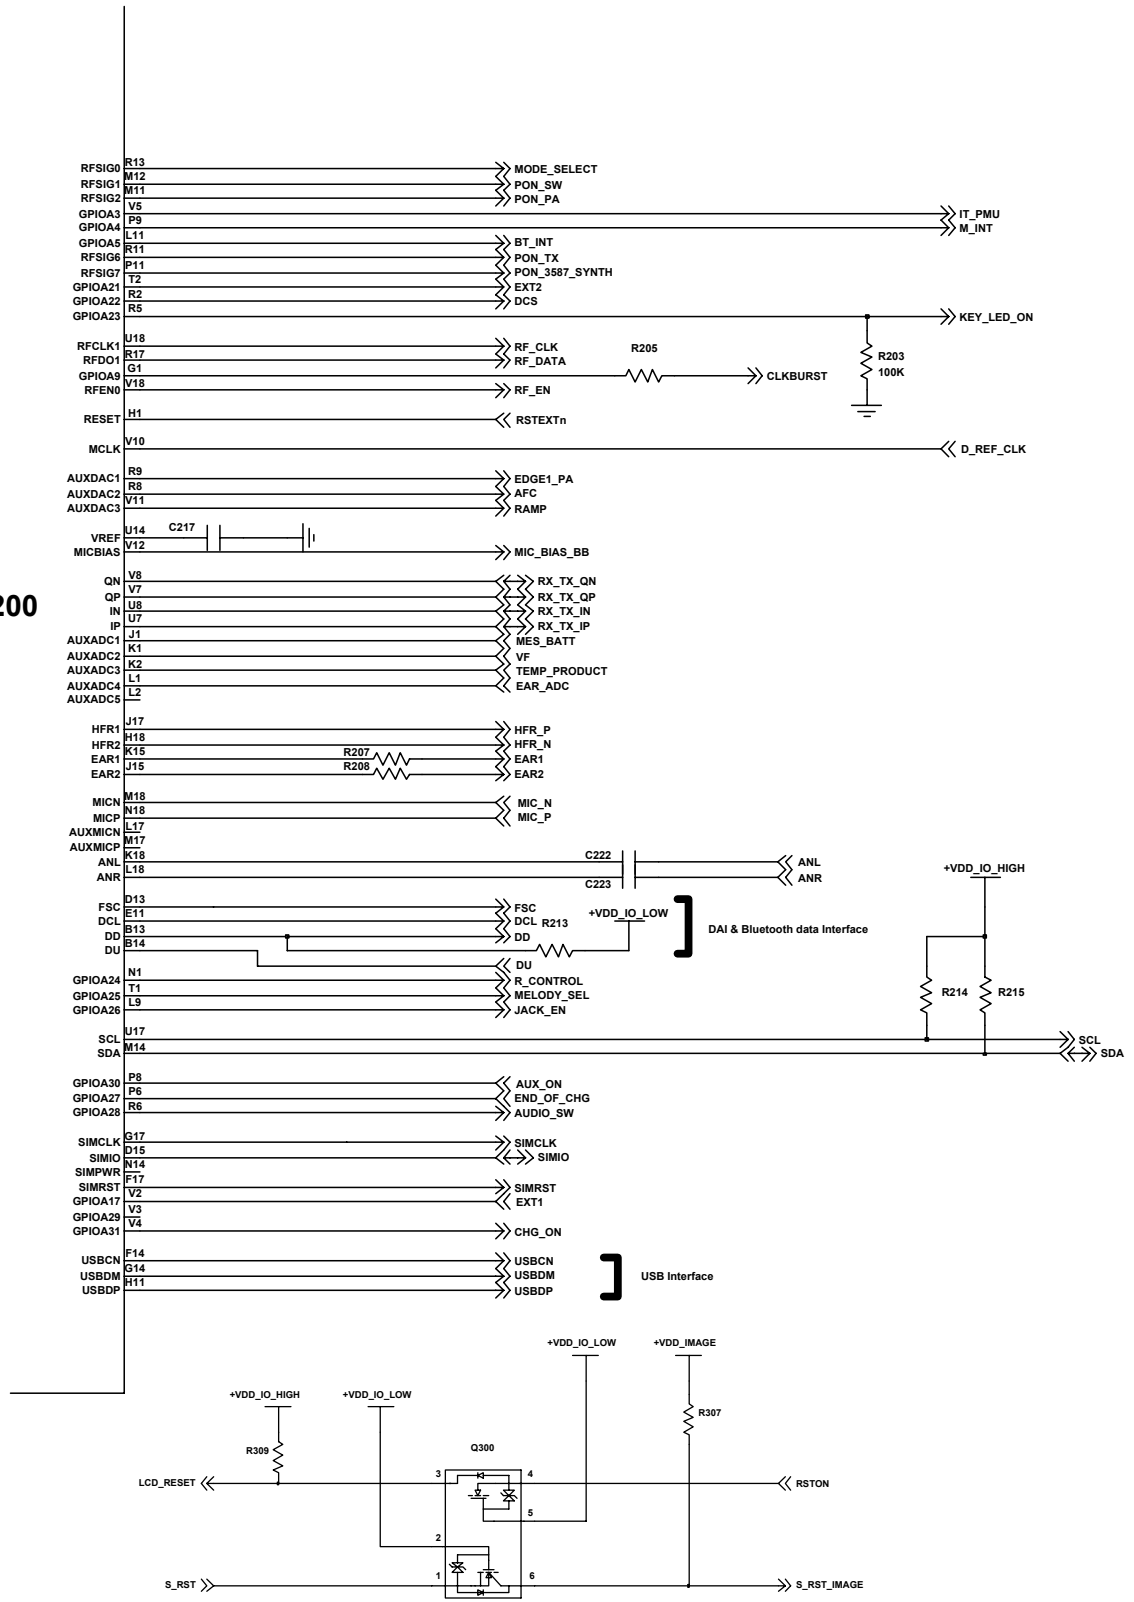 RFSIG0 R13 MODE_SELECT
RFSIG1 M12 PON_SW
RFSIG2 M11 PON_PA
GPIOA3 V5 IT_PMU
GPIOA4 P9 M_INT
GPIOA5 L11 BT_INT
RFSIG6 R11 PON_TX
RFSIG7 P11 PON_3587_SYNTH
GPIOA21 T2 EXT2
GPIOA22 R2 DCS
GPIOA23 R5 KEY_LED_ON
RFCLK1 U18 RF_CLK R205
RFDO1 R17 RF_DATA R203
GPIOA9 G1 CLKBURST 100K
RFEN0 V18 RF_EN
RESET H1 RSTEXTn
MCLK V10 D_REF_CLK
AUXDAC1 R9 EDGE1_PA
AUXDAC2 R8 AFC
AUXDAC3 V11 RAMP
VREF U14 C217
MICBIAS V12 MIC_BIAS_BB
QN V8 RX_TX_QN
QP V7 RX_TX_QP
200
IN U8 RX_TX_IN
IP U7 RX_TX_IP
AUXADC1 J1 MES_BATT
AUXADC2 K1 VF
AUXADC3 K2 TEMP_PRODUCT
AUXADC4 L1 EAR_ADC
AUXADC5 L2
HFR1 J17 HFR_P
HFR2 H18 HFR_N
EAR1 K15 R207 EAR1
EAR2 J15 R208 EAR2
MICN M18 MIC_N
MICP N18 MIC_P
AUXMICN L17
AUXMICP M17
ANL K18 C222 ANL
ANR L18 C223 ANR
+VDD_IO_HIGH
FSC D13 FSC +VDD_IO_LOW
DCL E11 DCL R213
DD B13 DD DAI & Bluetooth data Interface
DU B14 DU
GPIOA24 N1 R_CONTROL
GPIOA25 T1 MELODY_SEL R214 R215
GPIOA26 L9 JACK_EN
SCL U17 SCL
SDA M14 SDA
GPIOA30 P8 AUX_ON
GPIOA27 P6 END_OF_CHG
GPIOA28 R6 AUDIO_SW
SIMCLK G17 SIMCLK
SIMIO D15 SIMIO
SIMPWR N14
SIMRST F17 SIMRST
GPIOA17 V2 EXT1
GPIOA29 V3
GPIOA31 V4 CHG_ON
USBCN F14 USBCN
USBDM G14 USBDM USB Interface
USBDP H11 USBDP
+VDD_IO_LOW +VDD_IMAGE
+VDD_IO_HIGH +VDD_IO_LOW
R307
R309 Q300
LCD_RESET 3 4 RSTON
5
2
S_RST 1 6 S_RST_IMAGE